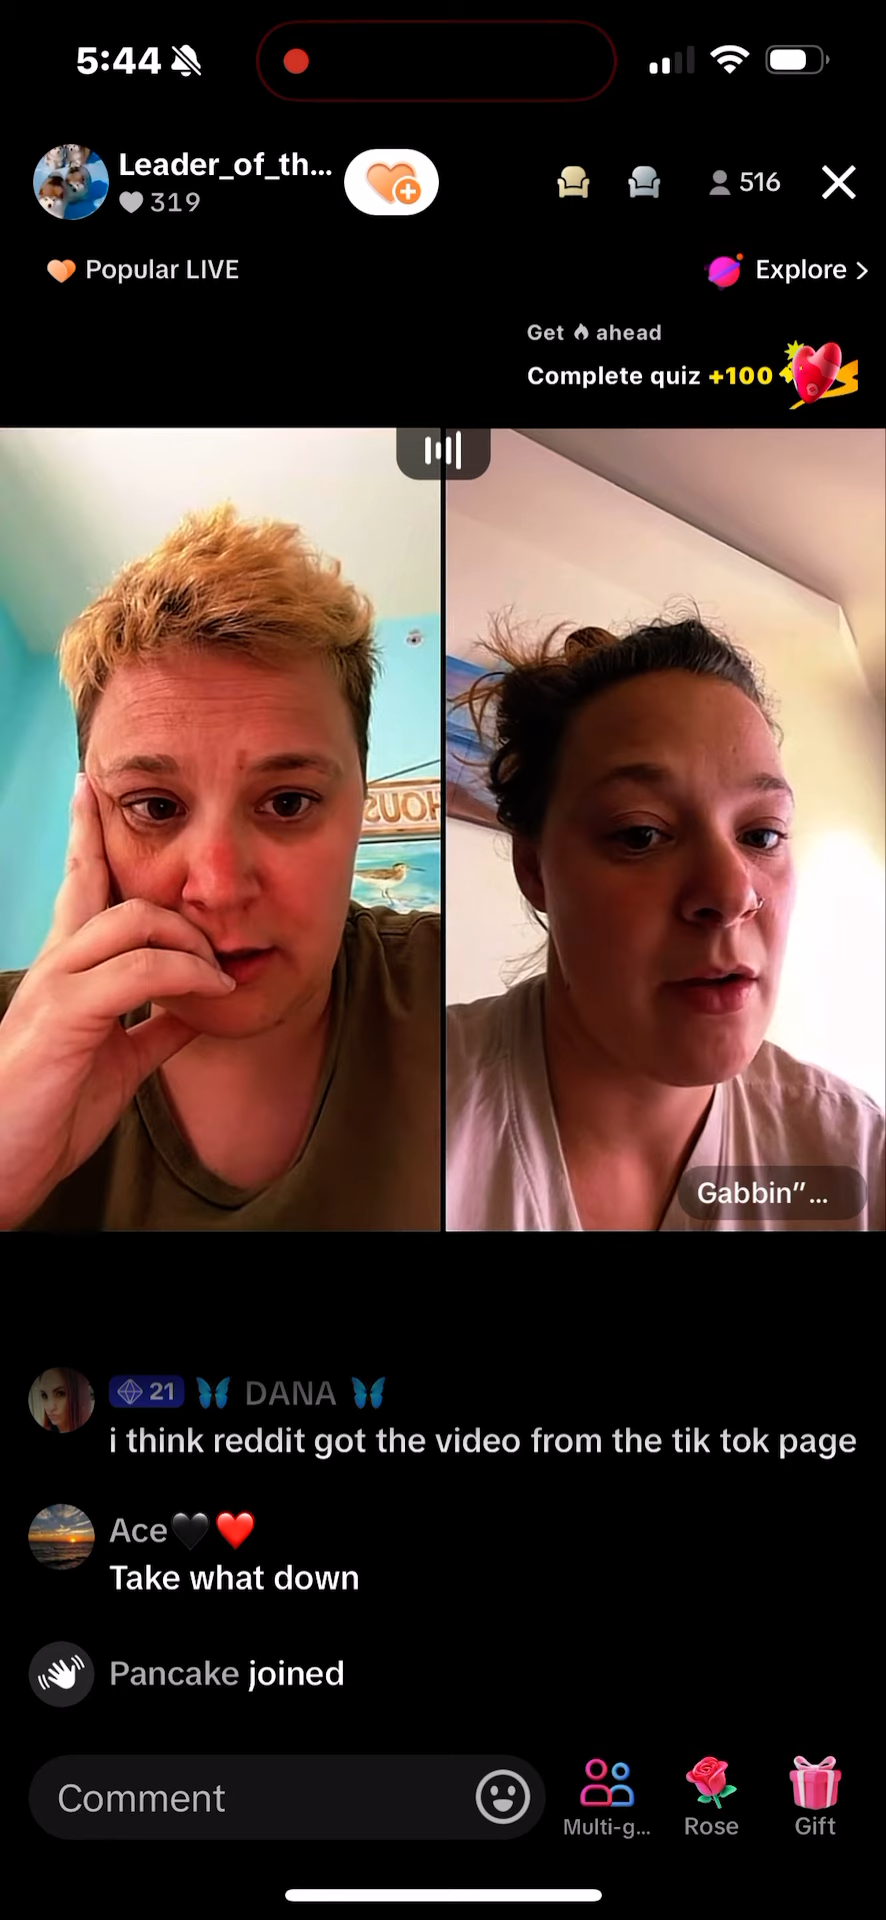 5:44
Leader_of_th...
319
516
Popular LIVE
Explore >
Get ahead
Complete quiz +100
HOUS
Gabbin"...
21 DANA
i think reddit got the video from the tik tok page
Ace
Take what down
Pancake joined
Comment
Multi-g...
Rose
Gift